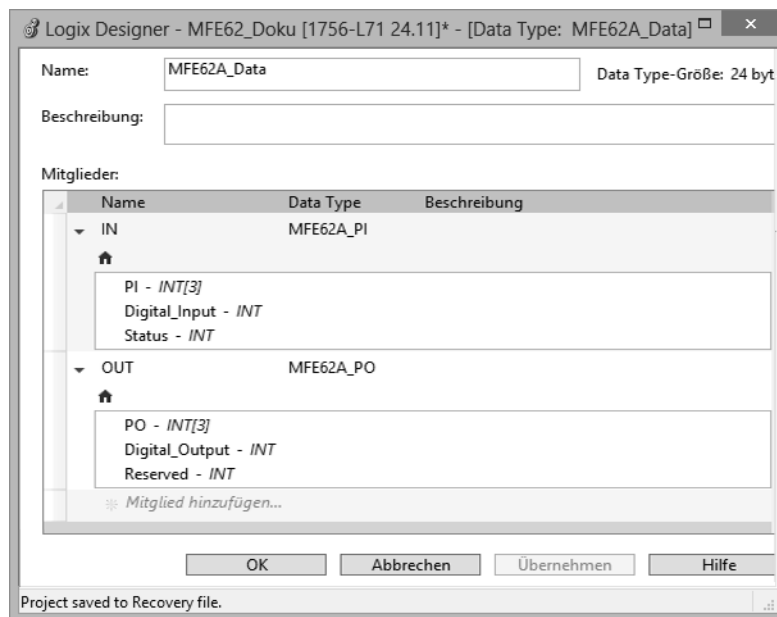 Logix Designer - MFE62_Doku [1756-L71 24.11]* - [Data Type: MFE62A_Data]
Name: MFE62A_Data Data Type-Größe: 24 byt
Beschreibung:
Mitglieder:
Name Data Type Beschreibung
IN MFE62A_PI
PI - INT[3]
Digital_Input - INT
Status - INT
OUT MFE62A_PO
PO - INT[3]
Digital_Output - INT
Reserved - INT
Mitglied hinzufügen...
OK Abbrechen Übernehmen Hilfe
Project saved to Recovery file.